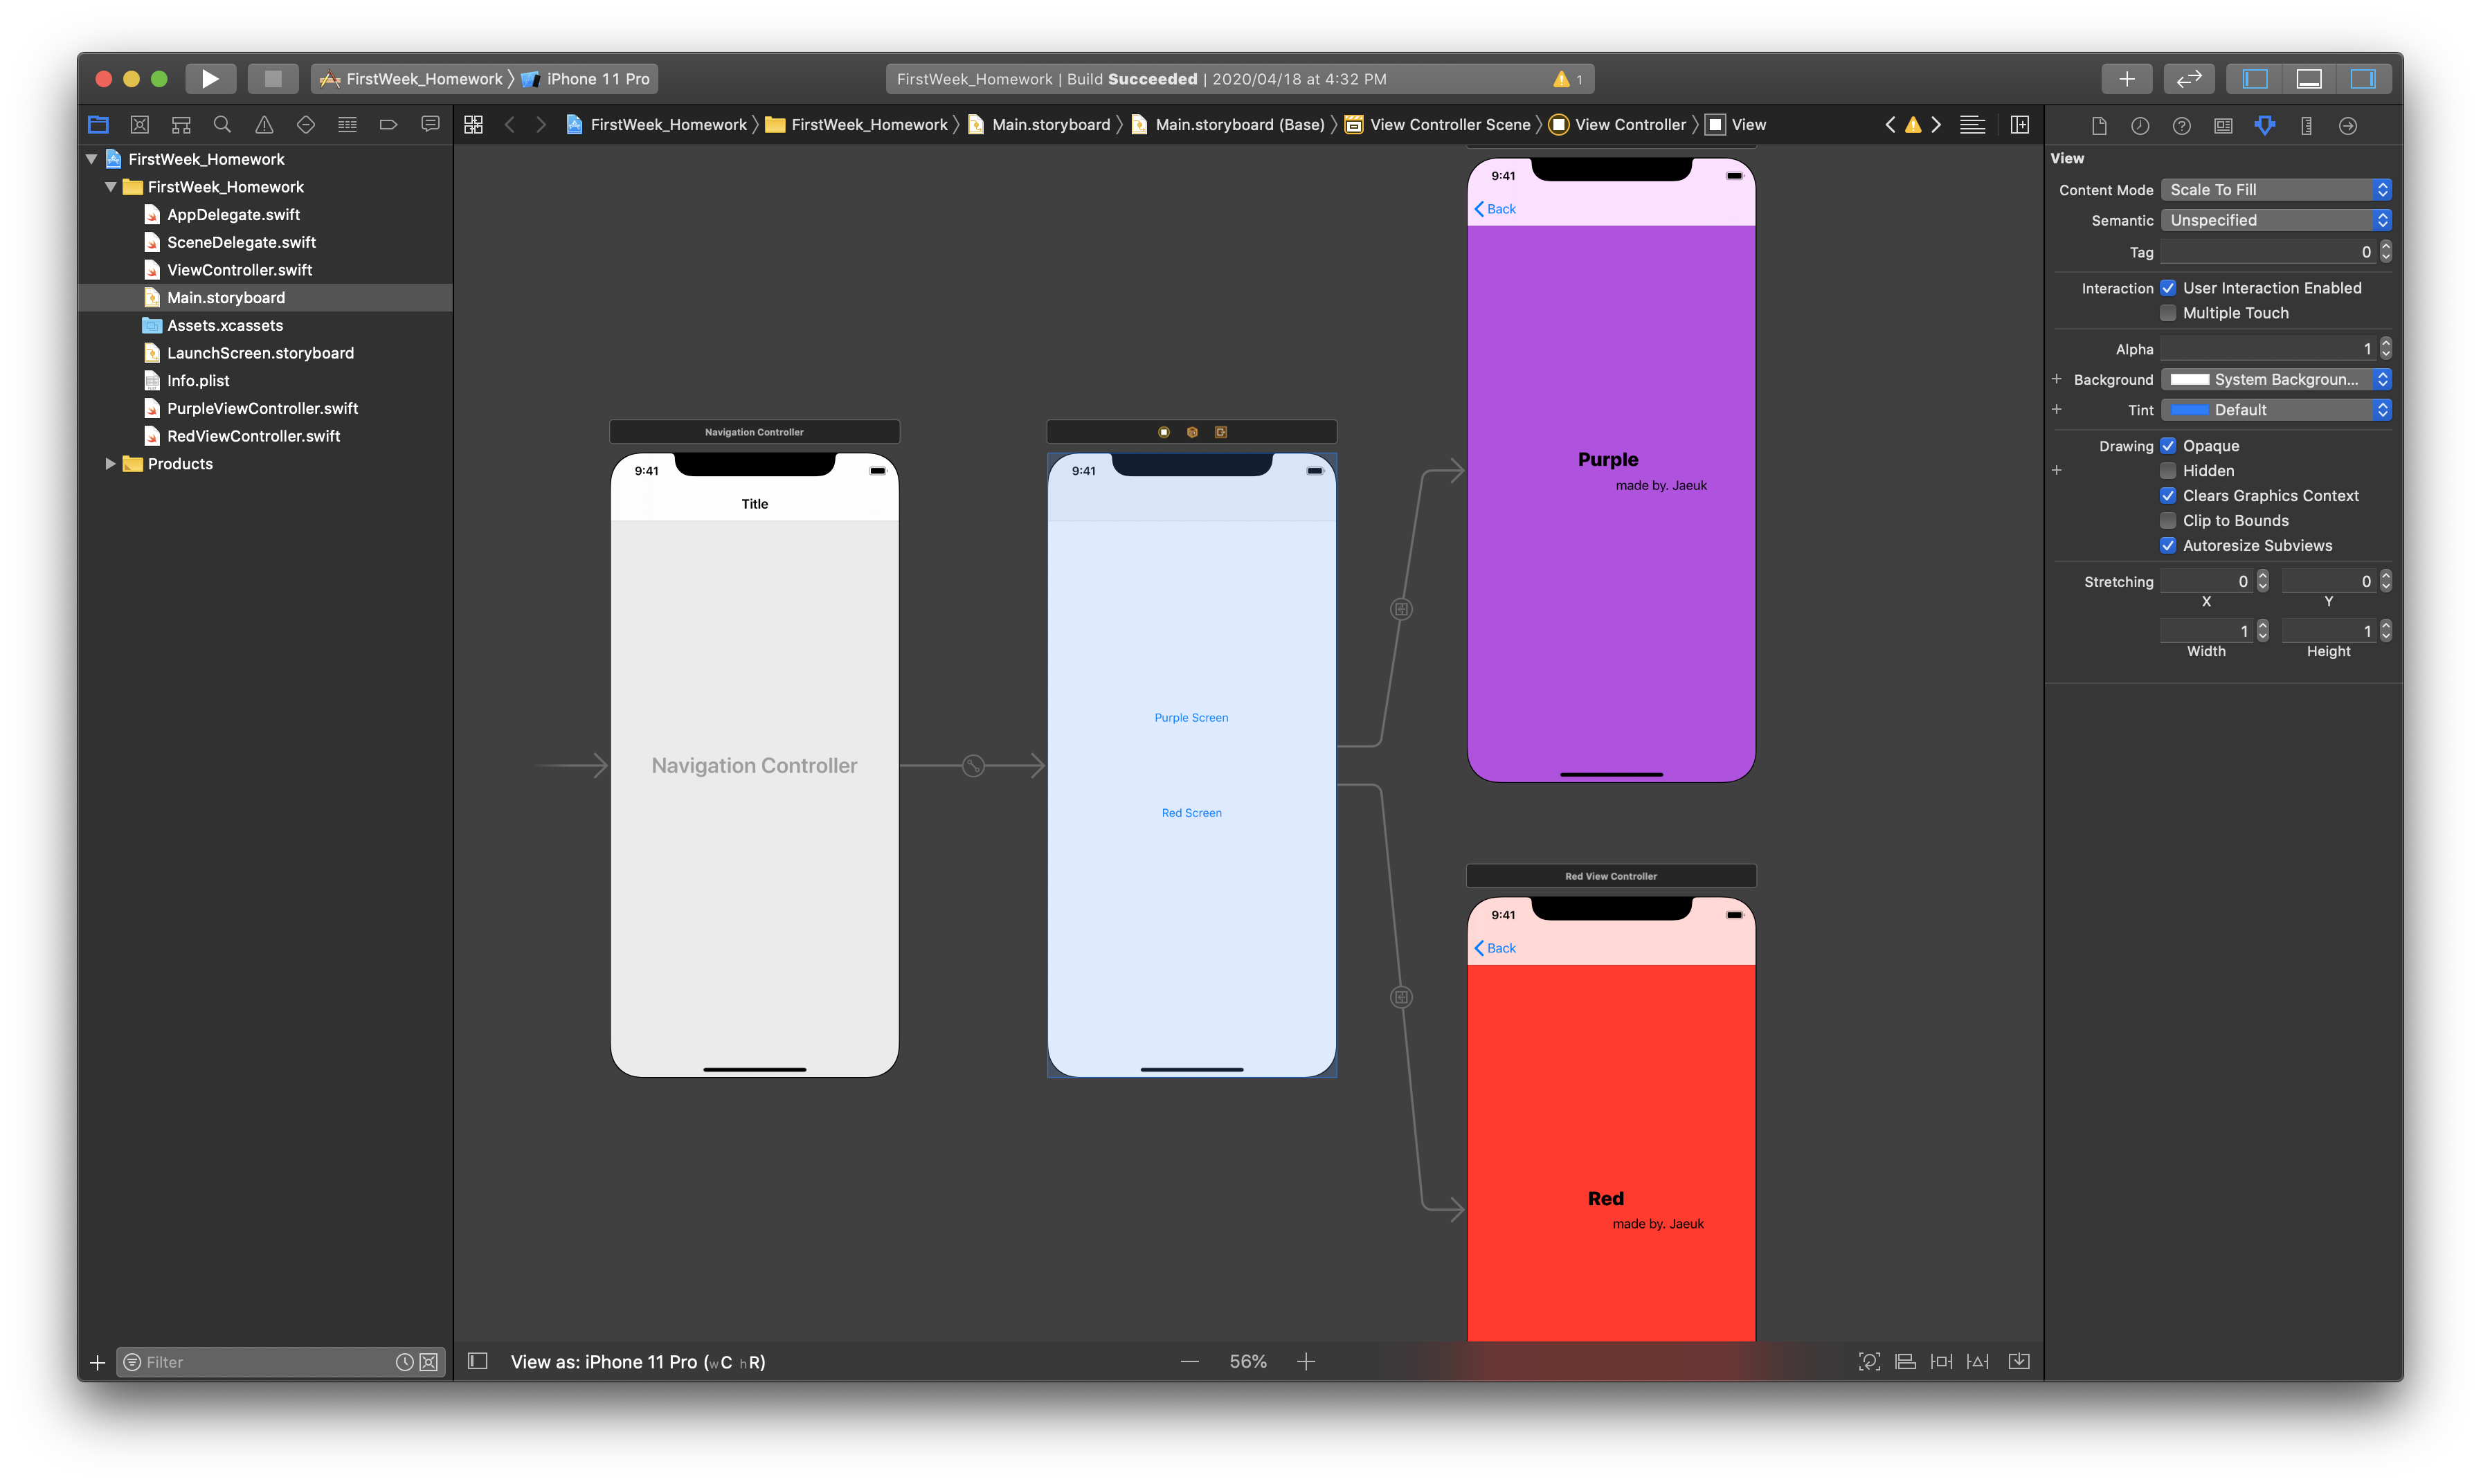 FirstWeek_Homework iPhone 11 Pro
FirstWeek_Homework | Build Succeeded | 2020/04/18 at 4:32 PM
1
FirstWeek_Homework FirstWeek_Homework Main.storyboard Main.storyboard (Base) View Controller Scene View Controller View
FirstWeek_Homework
FirstWeek_Homework
AppDelegate.swift
SceneDelegate.swift
ViewController.swift
Main.storyboard
Assets.xcassets
LaunchScreen.storyboard
Info.plist
PurpleViewController.swift
RedViewController.swift
Products
Filter
Navigation Controller
9:41
Title
Navigation Controller
9:41
Purple Screen
Red Screen
9:41
Back
Purple
made by. Jaeuk
Red View Controller
9:41
Back
Red
made by. Jaeuk
View as: iPhone 11 Pro (wC hR)
56%
View
Content Mode Scale To Fill
Semantic Unspecified
Tag 0
Interaction User Interaction Enabled
Multiple Touch
Alpha 1
Background System Backgroun...
Tint Default
Drawing Opaque
Hidden
Clears Graphics Context
Clip to Bounds
Autoresize Subviews
Stretching 0 0
X Y
1 1
Width Height